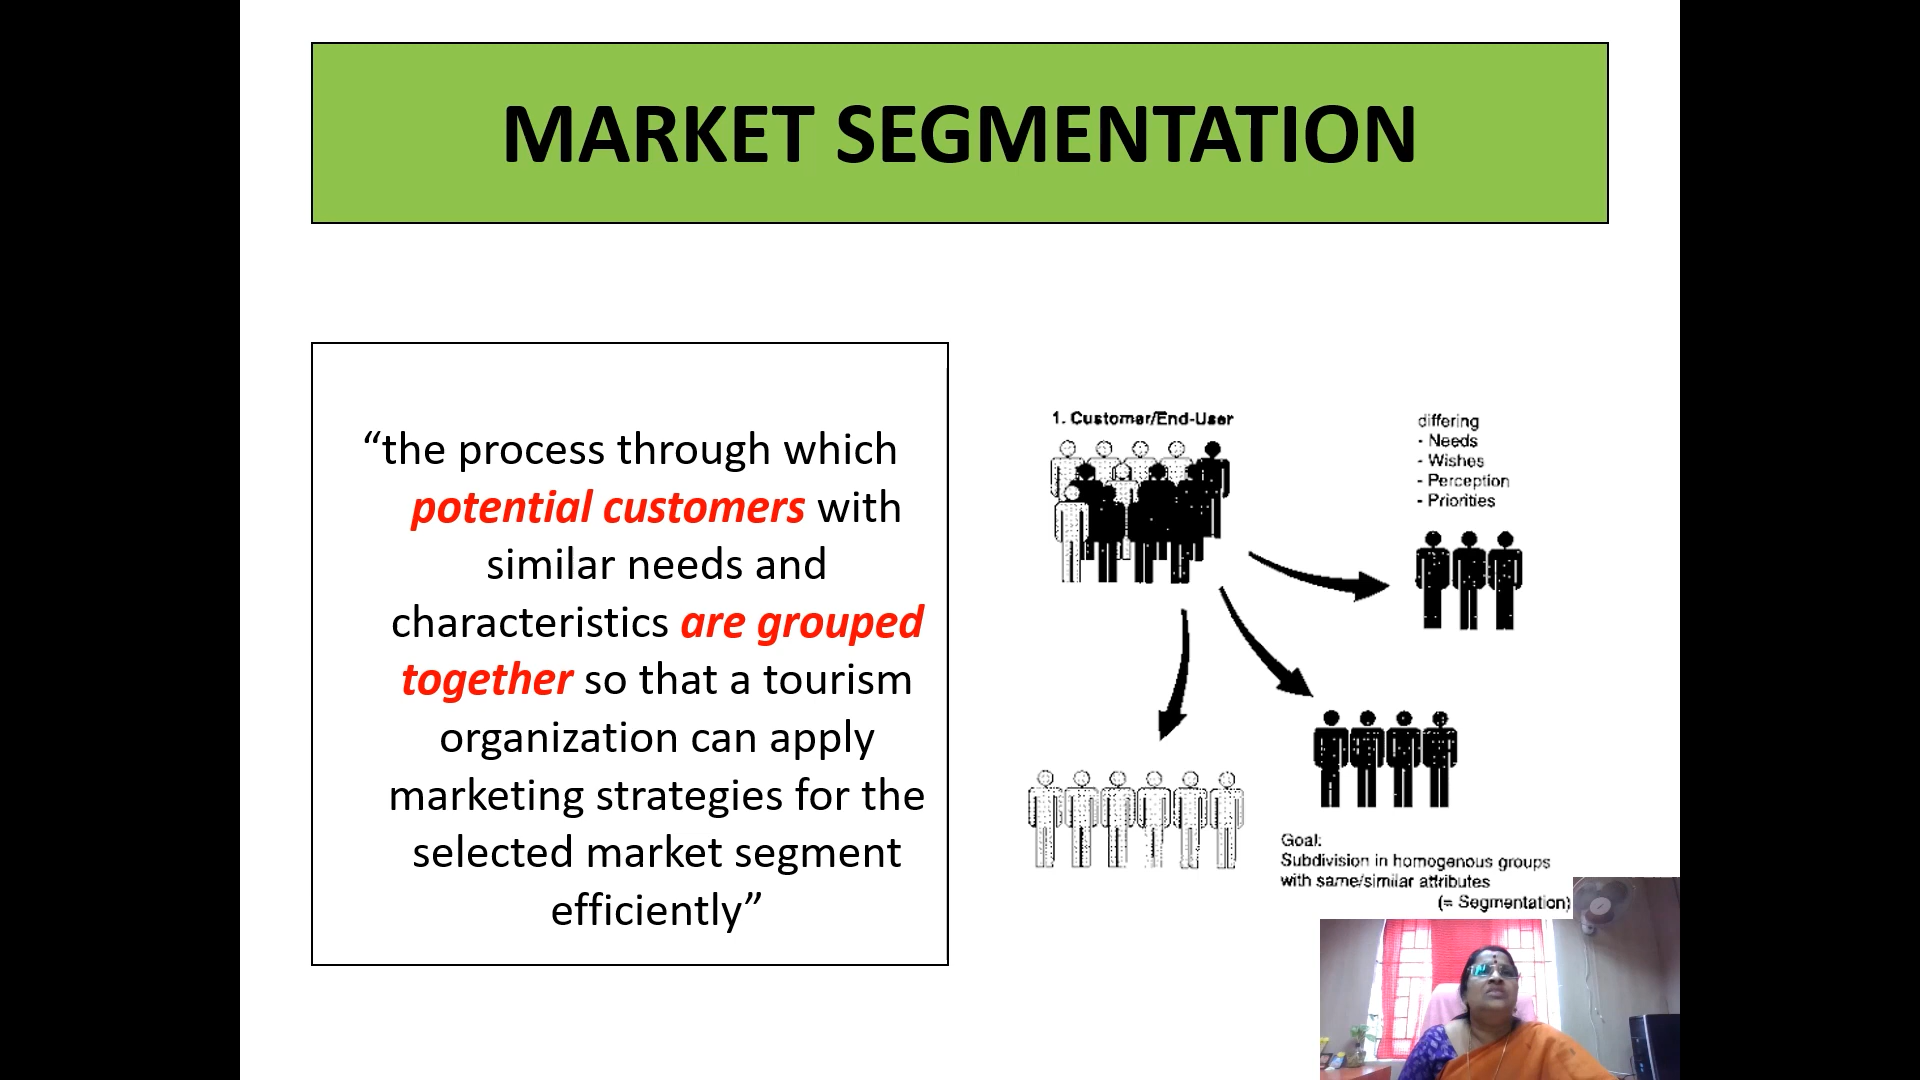 MARKET SEGMENTATION
“the process through which
potential customers with
similar needs and
characteristics are grouped
together so that a tourism
organization can apply
marketing strategies for the
selected market segment
efficiently”
1. Customer/End-User
differing
- Needs
- Wishes
- Perception
- Priorities
Goal:
Subdivision in homogenous groups
with same/similar attributes
(= Segmentation)